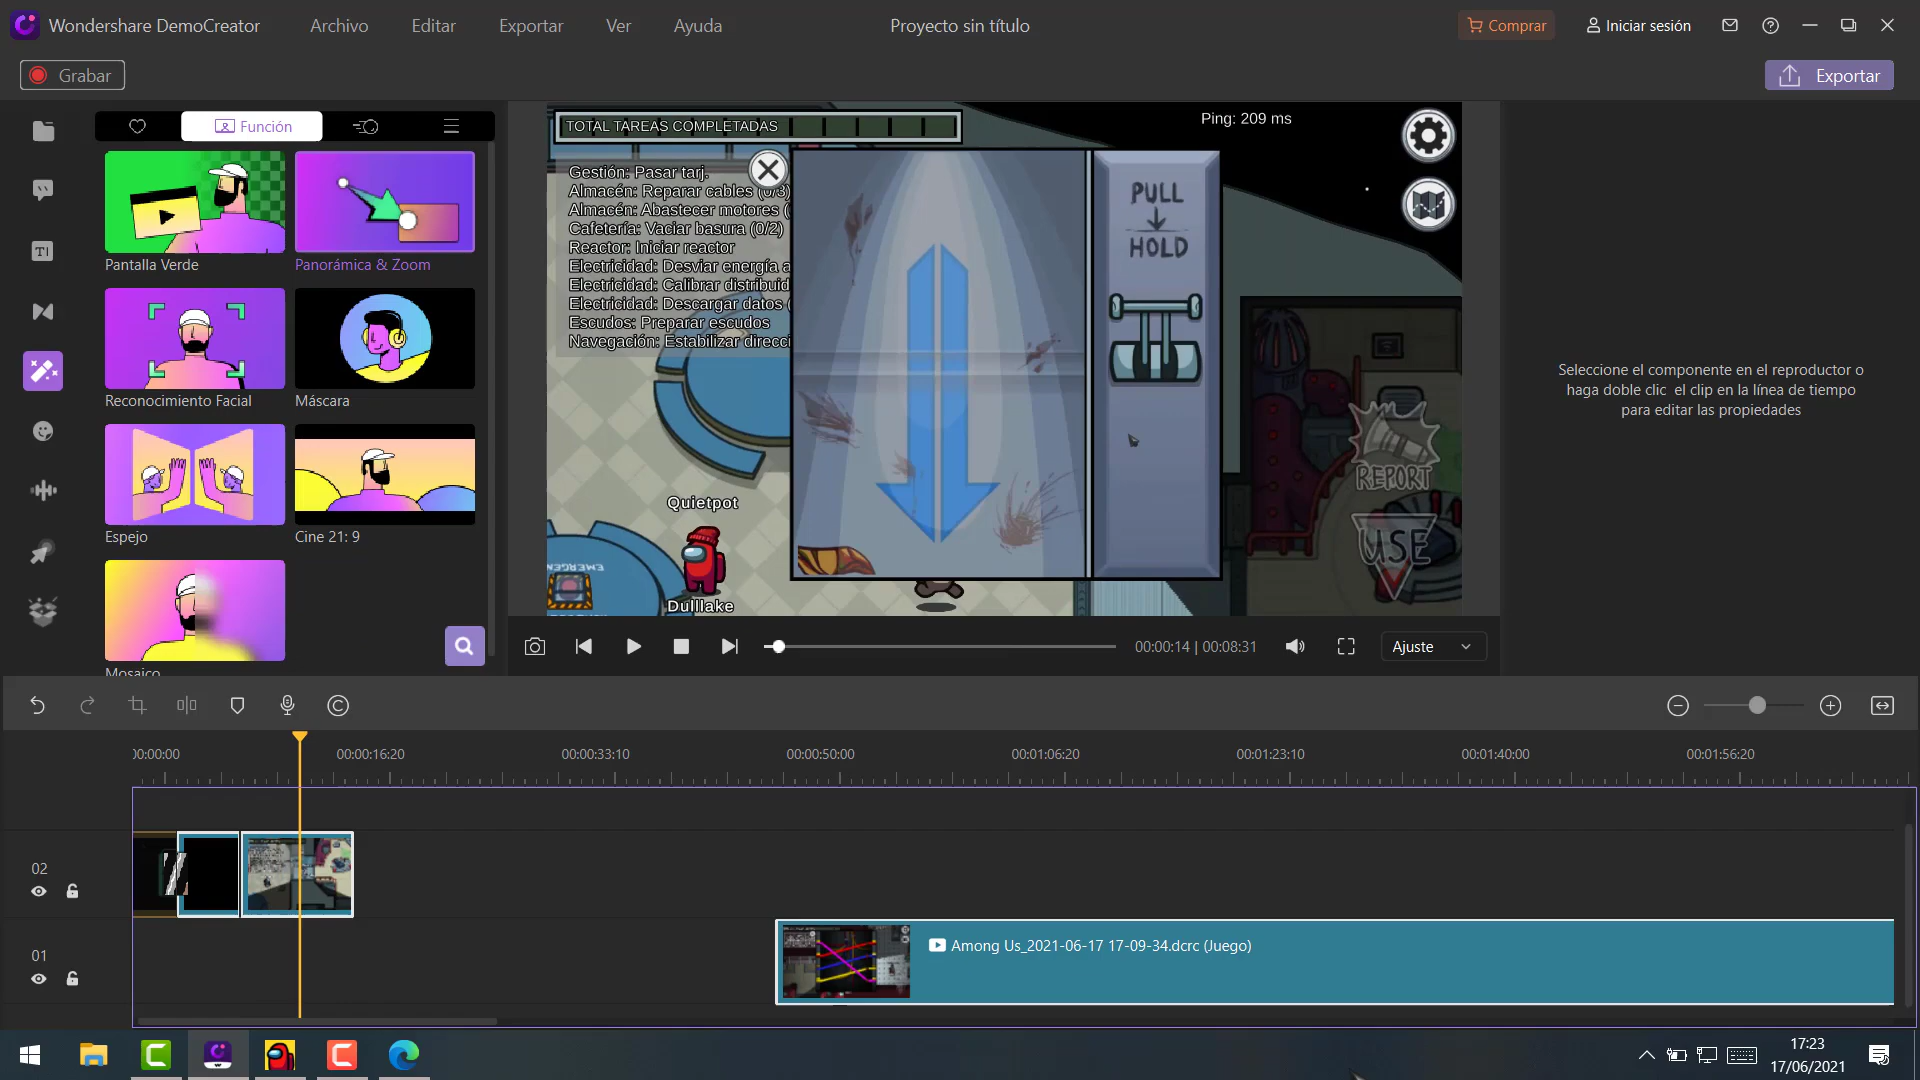 Wondershare DemoCreator
Archivo
Editar
Exportar
Ver
Ayuda
Proyecto sin título
Comprar
Iniciar sesión
Grabar
Exportar
Función
Pantalla Verde
Panorámica & Zoom
Reconocimiento Facial
Máscara
Espejo
Cine 21: 9
Mosaico
TOTAL TAREAS COMPLETADAS
Ping: 209 ms
Gestión: Pasar tarj.
Almacén: Reparar cables (0/3)
Almacén: Abastecer motores (
Cafetería: Vaciar basura (0/2)
Reactor: Iniciar reactor
Electricidad: Desviar energía a
Electricidad: Calibrar distribuid
Electricidad: Descargar datos (
Escudos: Preparar escudos
Navegación: Estabilizar direcci
PULL
HOLD
Quietpot
EMERGENC
Dulllake
REPORT
USE
Seleccione el componente en el reproductor o
haga doble clic el clip en la línea de tiempo
para editar las propiedades
00:00:14 | 00:08:31
Ajuste
00:00:00
00:00:16:20
00:00:33:10
00:00:50:00
00:01:06:20
00:01:23:10
00:01:40:00
00:01:56:20
02
01
Among Us_2021-06-17 17-09-34.dcrc (Juego)
17:23
17/06/2021